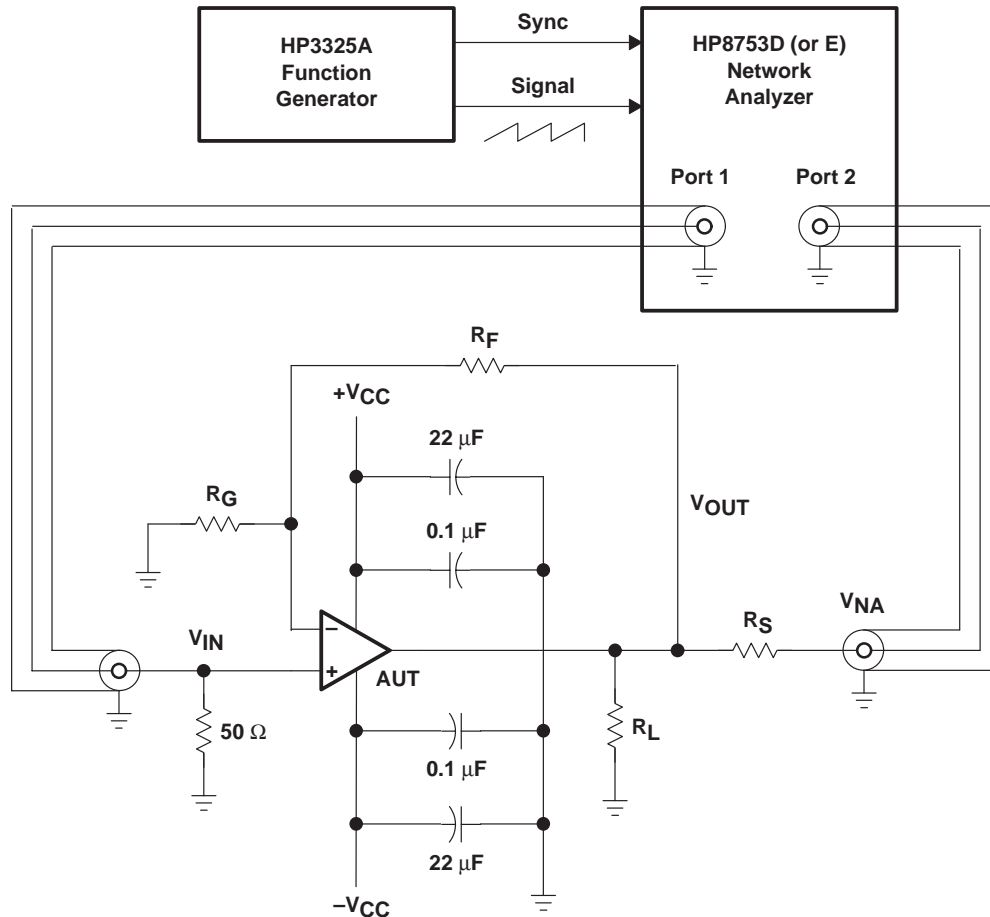 HP3325A
Function
Generator
Sync
Signal
HP8753D (or E)
Network
Analyzer
Port 1
Port 2
RF
+VCC
22 μF
RG
0.1 μF
VOUT
VIN
−
+
AUT
RS
VNA
50 Ω
RL
0.1 μF
22 μF
−VCC